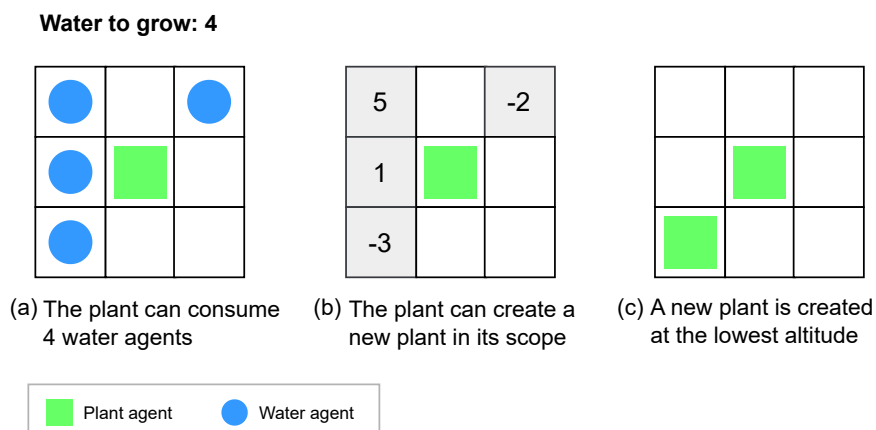 Water to grow: 4
5
-2
1
-3
(a) The plant can consume
4 water agents
(b) The plant can create a
new plant in its scope
(c) A new plant is created
at the lowest altitude
Plant agent
Water agent